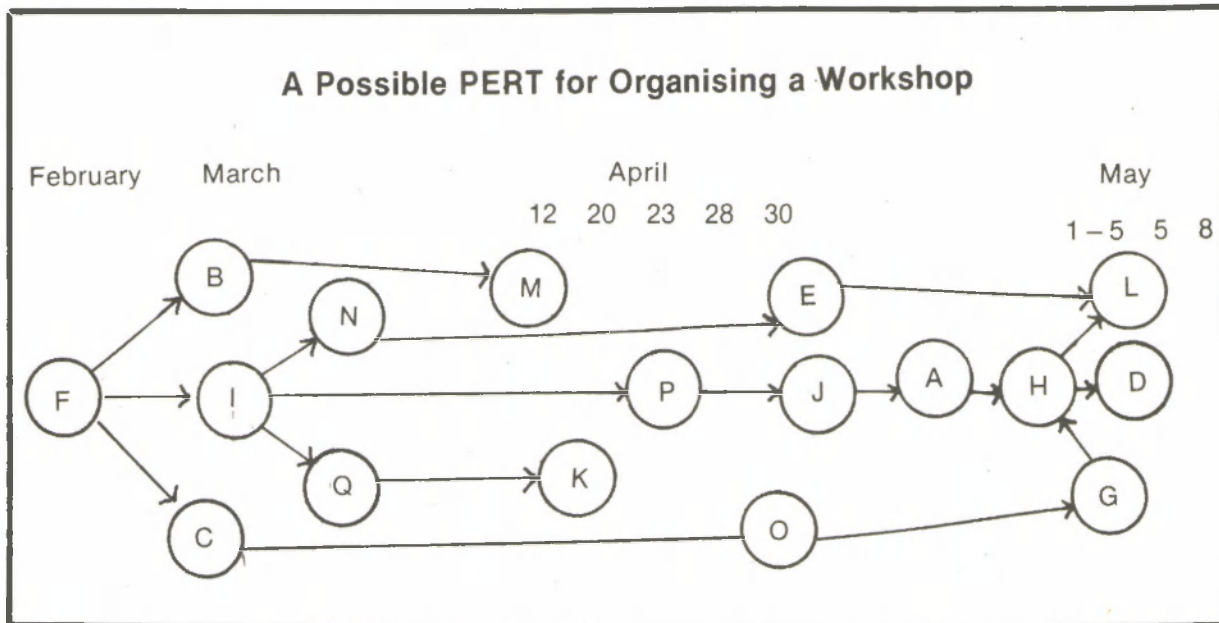 A Possible PERT for Organising a Workshop
February March April May
12 20 23 28 30
1 – 5 5 8
B
M
N
E
L
F
I
P
J
A
H
D
Q
K
G
C
O